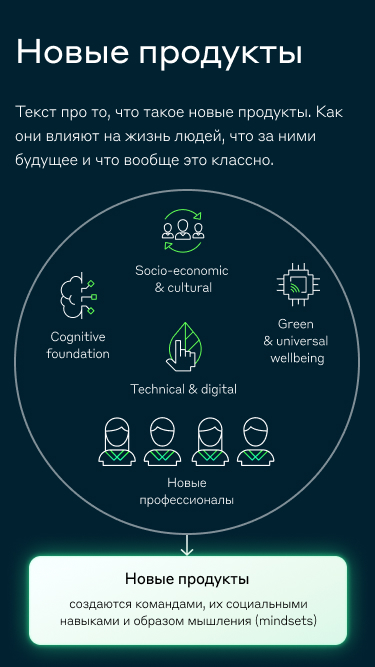 Новые продукты
Текст про то, что такое новые продукты. Как
они влияют на жизнь людей, что за ними
будущее и что вообще это классно.
Socio-economic
& cultural
Cognitive
foundation
Green
& universal
wellbeing
Technical & digital
Новые
профессионалы
Новые продукты
создаются командами, их социальными
навыками и образом мышления (mindsets)